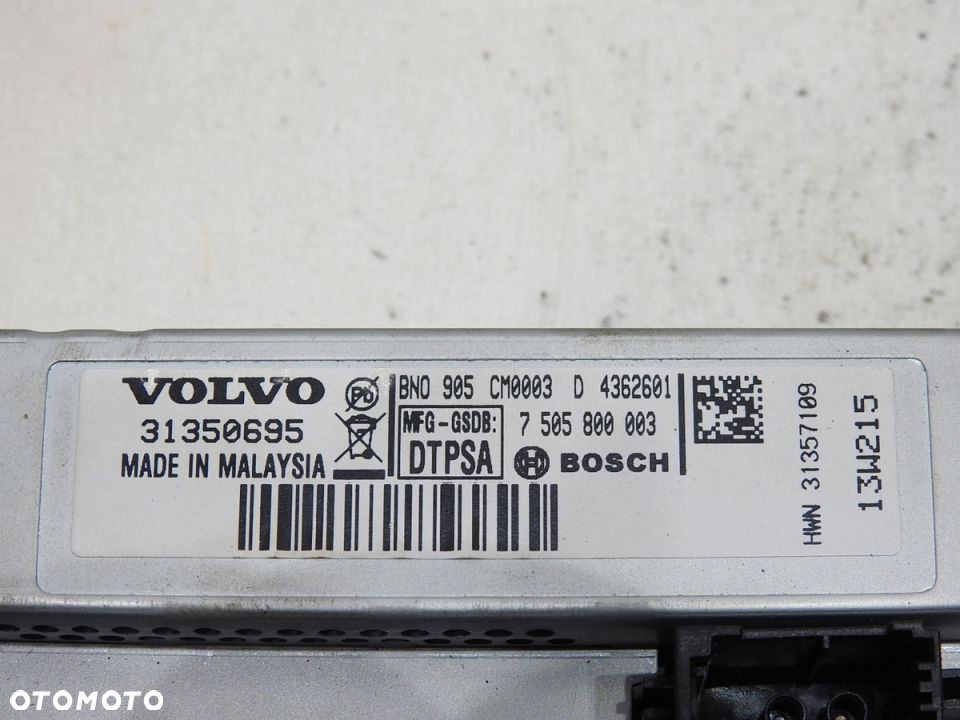 VOLVO
31350695
MADE IN MALAYSIA
Pb
BNO 905 CM0003 D 4362601
MFG-GSDB:
DTPSA
7 505 800 003
BOSCH
HWN 31357109
13W215
OTOMOTO